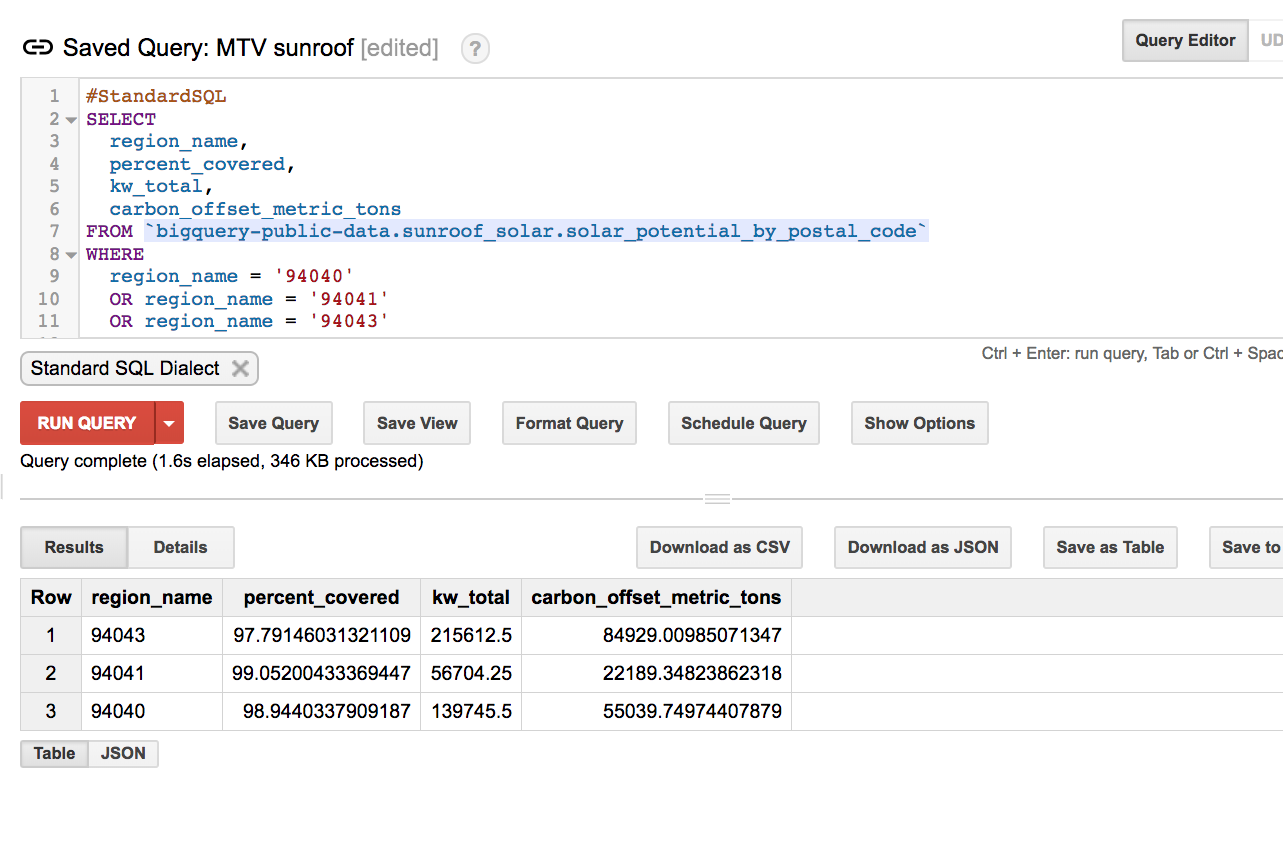 Saved Query: MTV sunroof [edited] ? Query Editor UD
1 #StandardSQL
2 SELECT
3 region_name,
4 percent_covered,
5 kw_total,
6 carbon_offset_metric_tons
7 FROM `bigquery-public-data.sunroof_solar.solar_potential_by_postal_code`
8 WHERE
9 region_name = '94040'
10 OR region_name = '94041'
11 OR region_name = '94043'
Standard SQL Dialect Ctrl + Enter: run query, Tab or Ctrl + Spac
RUN QUERY Save Query Save View Format Query Schedule Query Show Options
Query complete (1.6s elapsed, 346 KB processed)
Results Details Download as CSV Download as JSON Save as Table Save to
Row region_name percent_covered kw_total carbon_offset_metric_tons
1 94043 97.79146031321109 215612.5 84929.00985071347
2 94041 99.05200433369447 56704.25 22189.34823862318
3 94040 98.9440337909187 139745.5 55039.74974407879
Table JSON